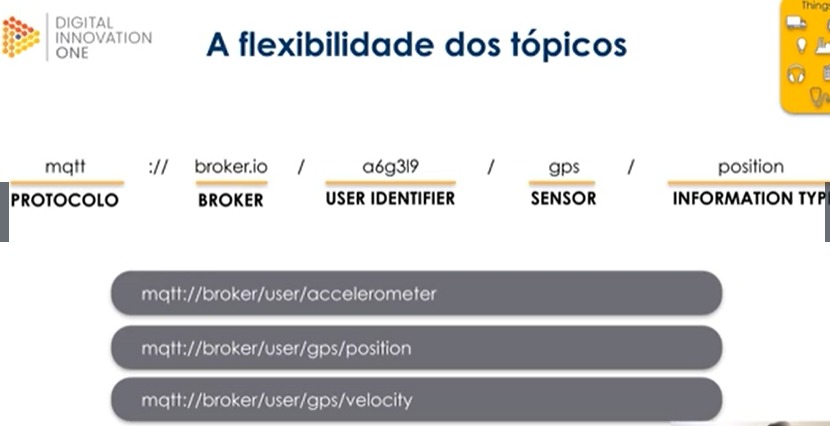 DIGITAL
INNOVATION
ONE
A flexibilidade dos tópicos
Things
mqtt :// broker.io / a6g3l9 / gps / position
PROTOCOLO BROKER USER IDENTIFIER SENSOR INFORMATION TYPE
mqtt://broker/user/accelerometer
mqtt://broker/user/gps/position
mqtt://broker/user/gps/velocity